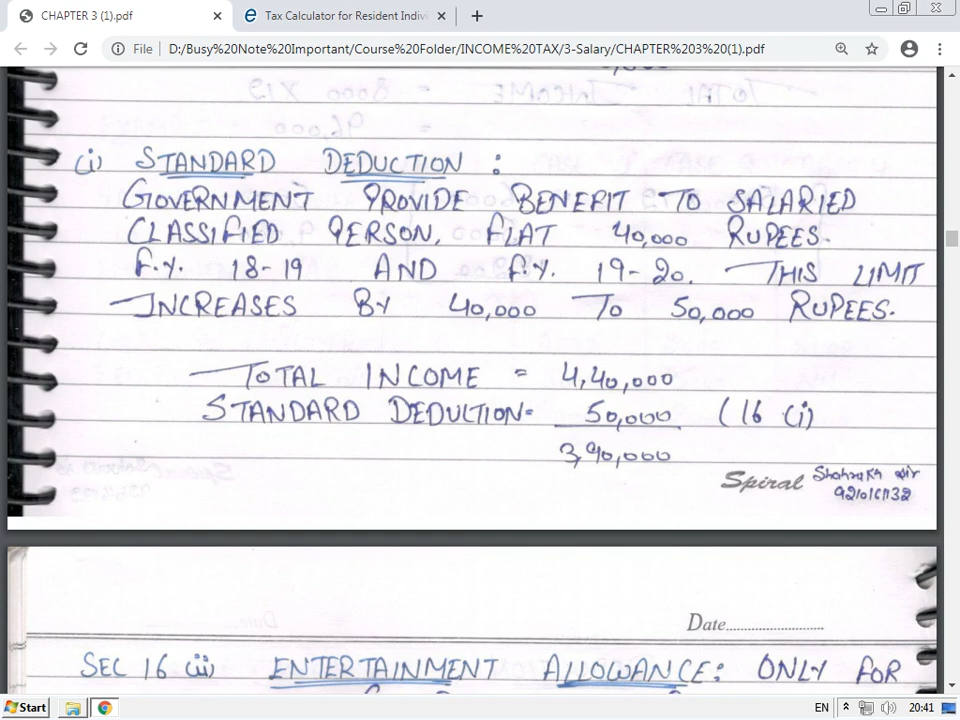 CHAPTER 3 (1).pdf
Tax Calculator for Resident Indivi
File D:/Busy%20Note%20Important/Course%20Folder/INCOME%20TAX/3-Salary/CHAPTER%203%20(1).pdf
(i) STANDARD DEDUCTION :
GOVERNMENT PROVIDE BENEFIT TO SALARIED
CLASSIFIED PERSON, FLAT 40,000 RUPEES.
F.Y. 18-19 AND F.Y. 19-20. THIS LIMIT
INCREASES BY 40,000 TO 50,000 RUPEES.
TOTAL INCOME = 4,40,000
STANDARD DEDUCTION= 50,000 (16 (i)
3,90,000
Spiral
Date
SEC 16 (ii) ENTERTAINMENT ALLOWANCE: ONLY FOR
Start EN 20:41